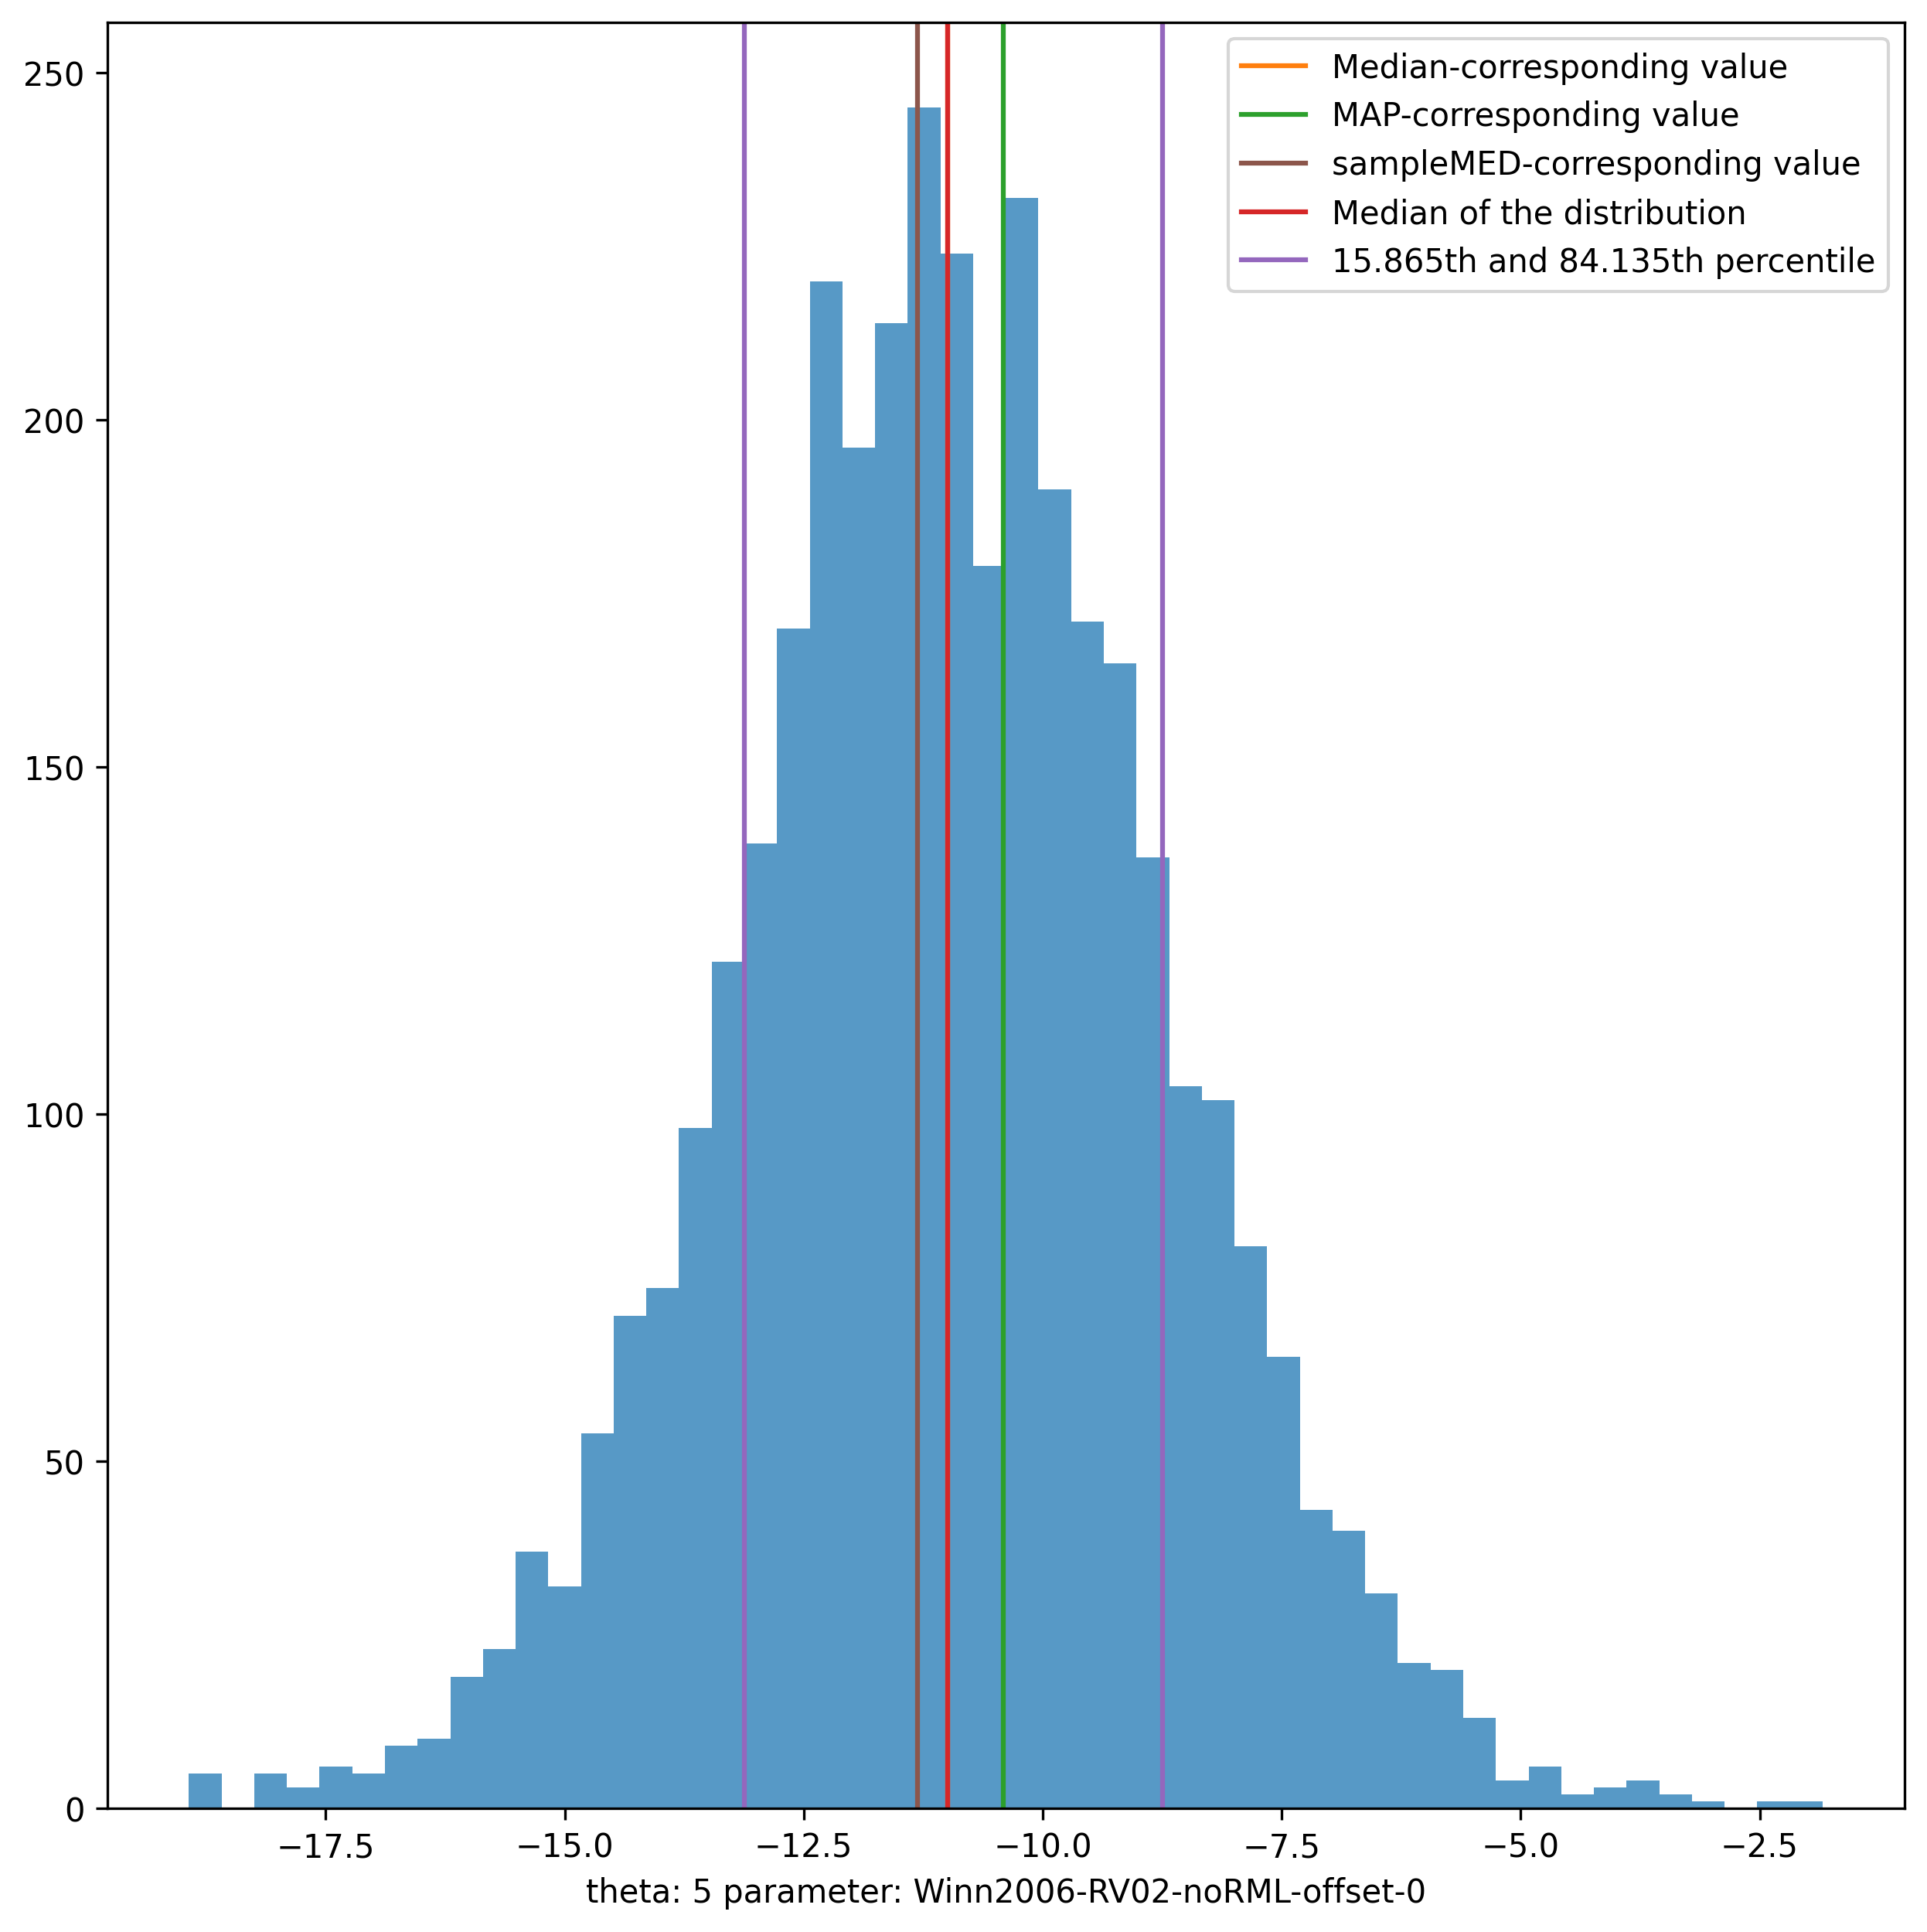 250
200
150
100
50
0
Median-corresponding value
MAP-corresponding value
sampleMED-corresponding value
Median of the distribution
15.865th and 84.135th percentile
−17.5 −15.0 −12.5 −10.0 −7.5 −5.0 −2.5
theta: 5 parameter: Winn2006-RV02-noRML-offset-0